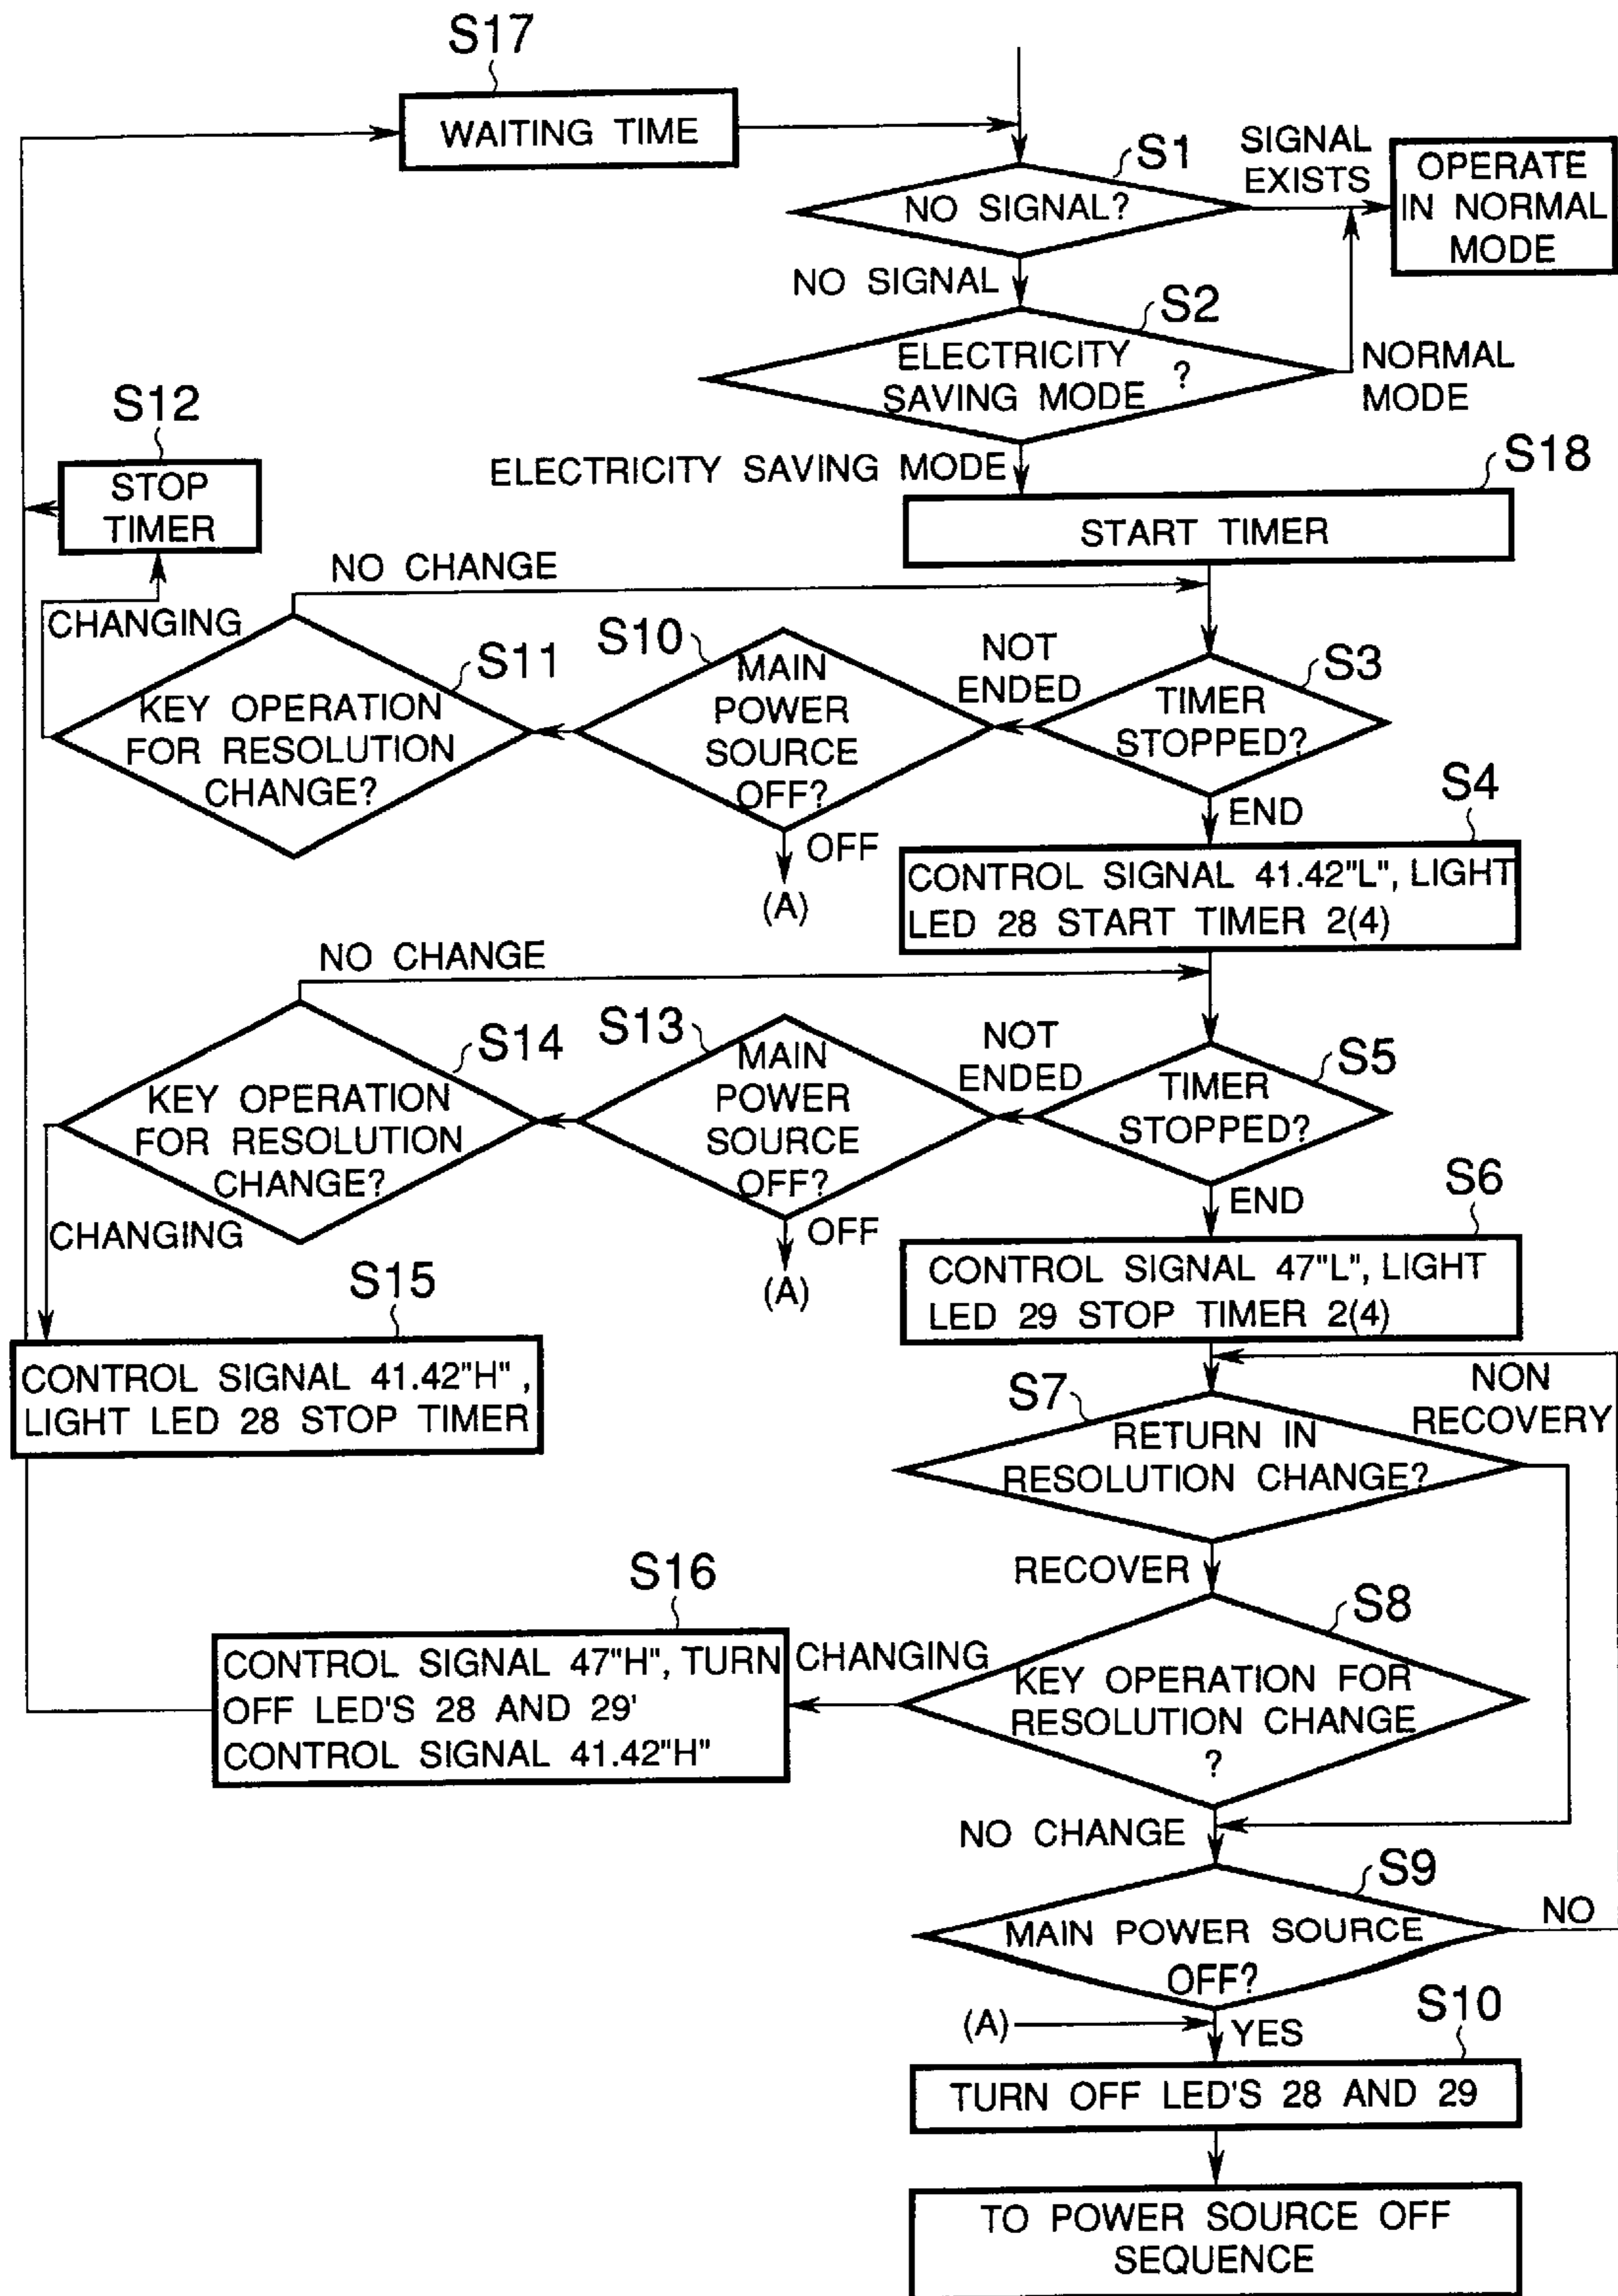 S17
WAITING TIME
S1
NO SIGNAL?
SIGNAL
EXISTS
OPERATE
IN NORMAL
MODE
NO SIGNAL
S2
ELECTRICITY
SAVING MODE ?
NORMAL
MODE
S12
STOP
TIMER
ELECTRICITY SAVING MODE
S18
START TIMER
NO CHANGE
CHANGING
S11
KEY OPERATION
FOR RESOLUTION
CHANGE?
S10
MAIN
POWER
SOURCE
OFF?
NOT
ENDED
S3
TIMER
STOPPED?
OFF
(A)
END
S4
CONTROL SIGNAL 41.42"L", LIGHT
LED 28 START TIMER 2(4)
NO CHANGE
S14
KEY OPERATION
FOR RESOLUTION
CHANGE?
S13
MAIN
POWER
SOURCE
OFF?
NOT
ENDED
S5
TIMER
STOPPED?
CHANGING
OFF
(A)
END
S6
CONTROL SIGNAL 47"L", LIGHT
LED 29 STOP TIMER 2(4)
S15
CONTROL SIGNAL 41.42"H" ,
LIGHT LED 28 STOP TIMER
S7
RETURN IN
RESOLUTION CHANGE?
NON
RECOVERY
RECOVER
S8
KEY OPERATION FOR
RESOLUTION CHANGE
?
S16
CONTROL SIGNAL 47"H", TURN
OFF LED'S 28 AND 29'
CONTROL SIGNAL 41.42"H"
CHANGING
NO CHANGE
S9
MAIN POWER SOURCE
OFF?
NO
(A)
YES
S10
TURN OFF LED'S 28 AND 29
TO POWER SOURCE OFF
SEQUENCE